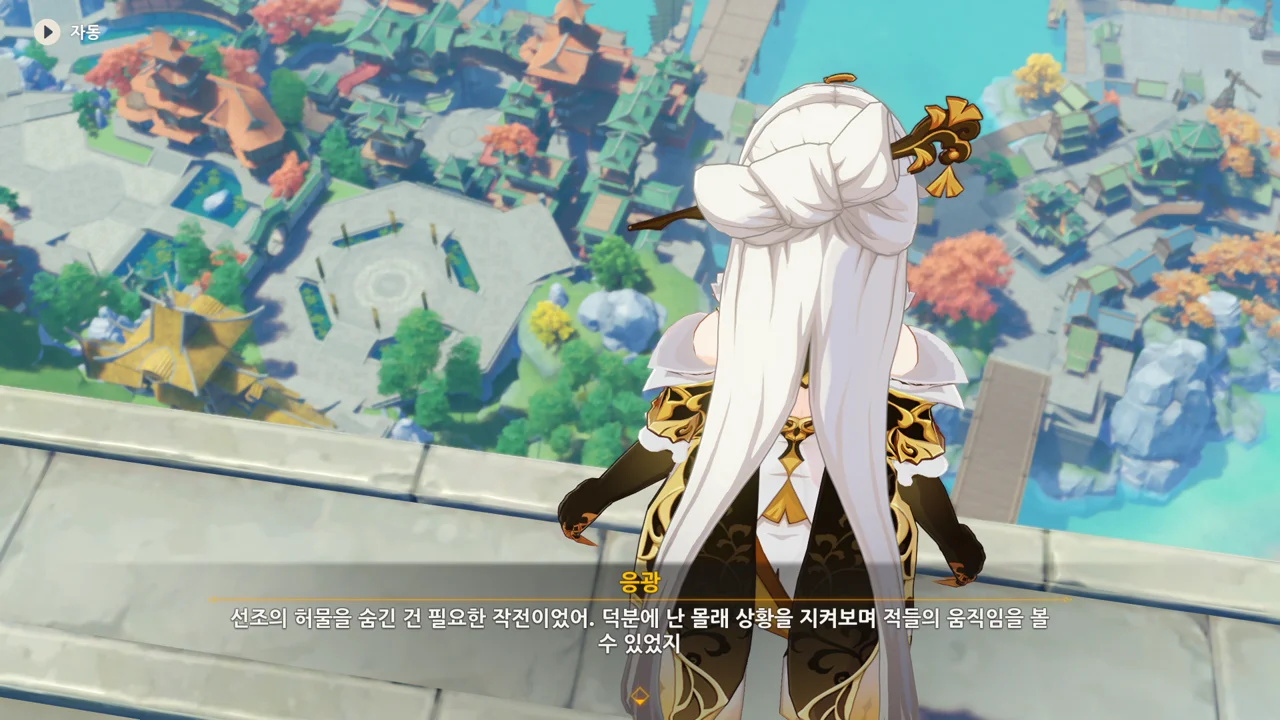 자동
응광
선조의 허물을 숨긴 건 필요한 작전이었어. 덕분에 난 몰래 상황을 지켜보며 적들의 움직임을 볼
수 있었지